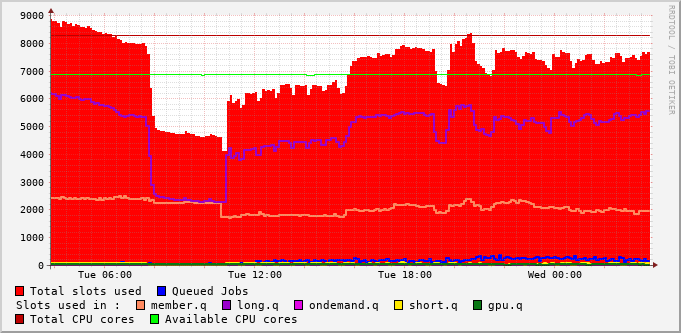 9000
8000
7000
6000
5000
4000
3000
2000
1000
0
Tue 06:00 Tue 12:00 Tue 18:00 Wed 00:00
RRDTOOL / TOBI OETIKER
Total slots used Queued Jobs
Slots used in : member.q long.q ondemand.q short.q gpu.q
Total CPU cores Available CPU cores